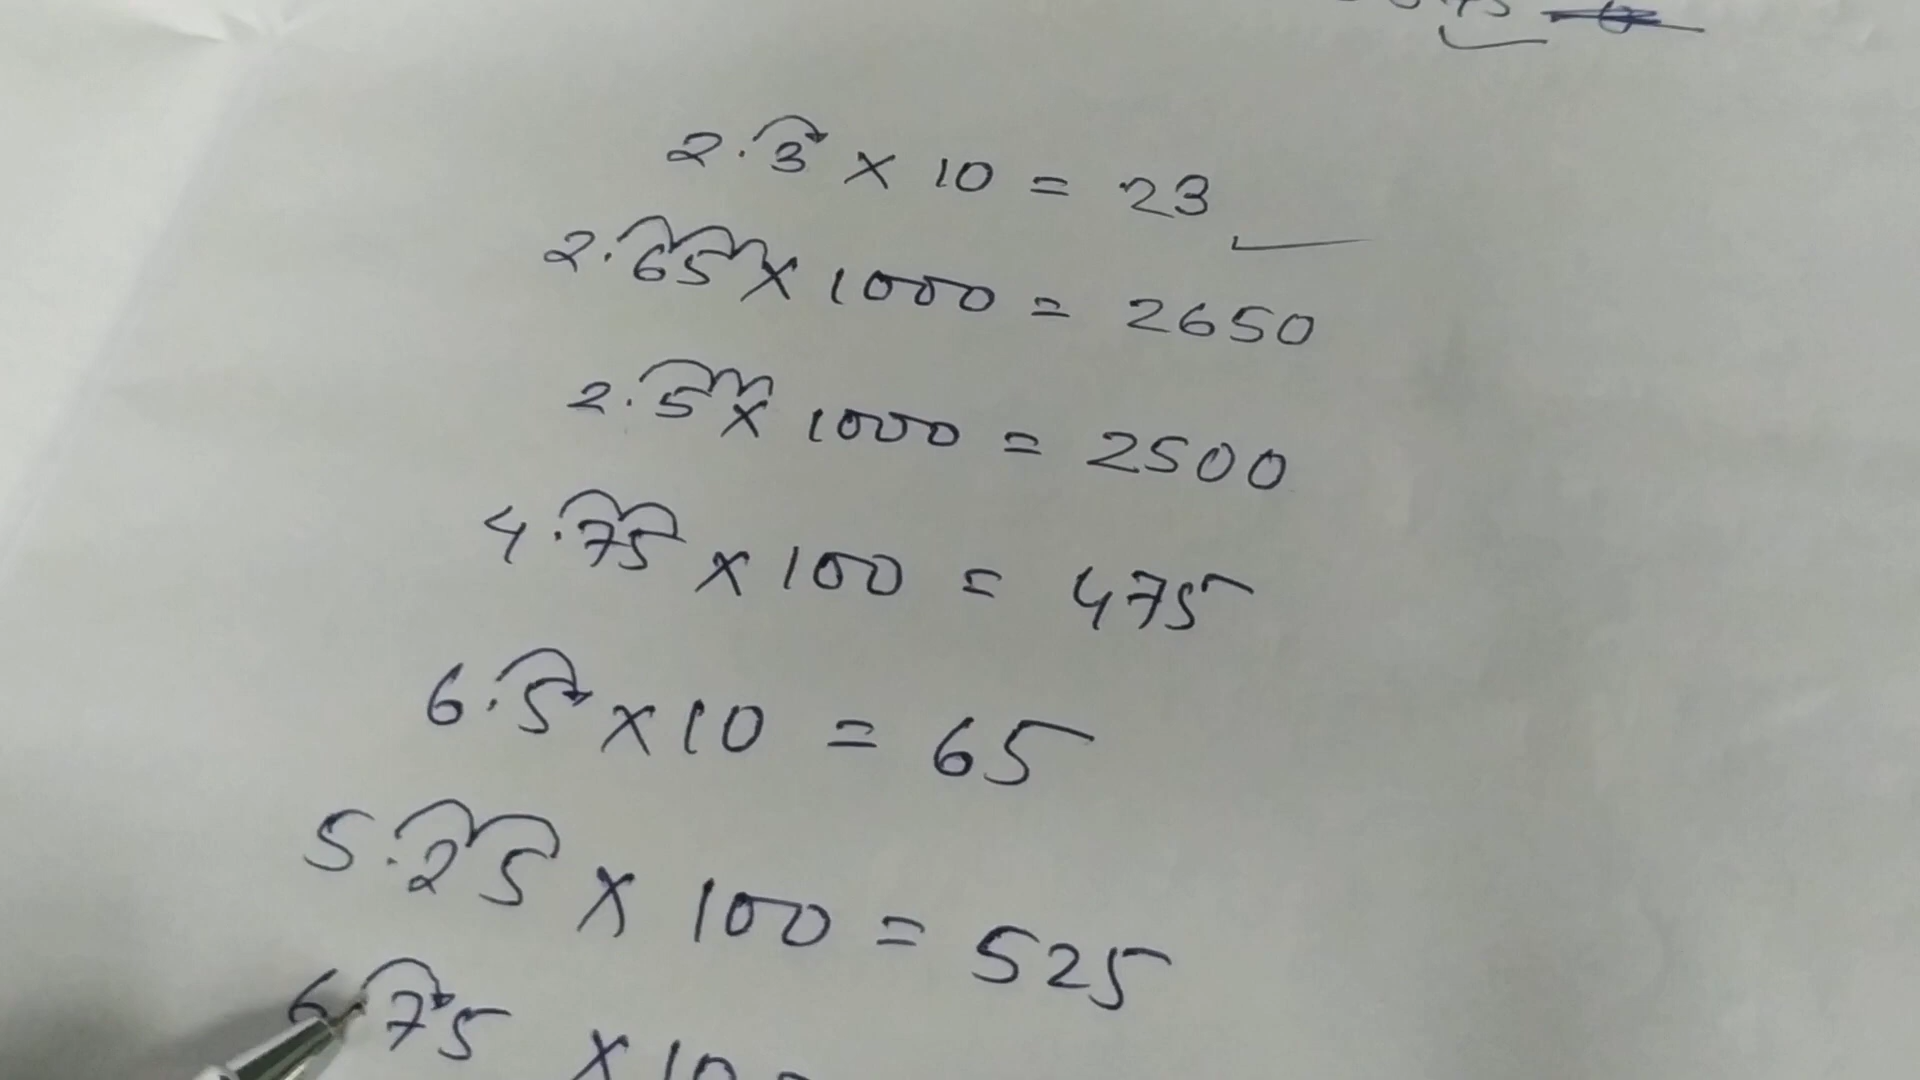 2.3 × 10 = 23
2.65 × 1000 = 2650
2.5 × 1000 = 2500
4.75 × 100 = 475
6.5 × 10 = 65
5.25 × 100 = 525
6.75 × 10